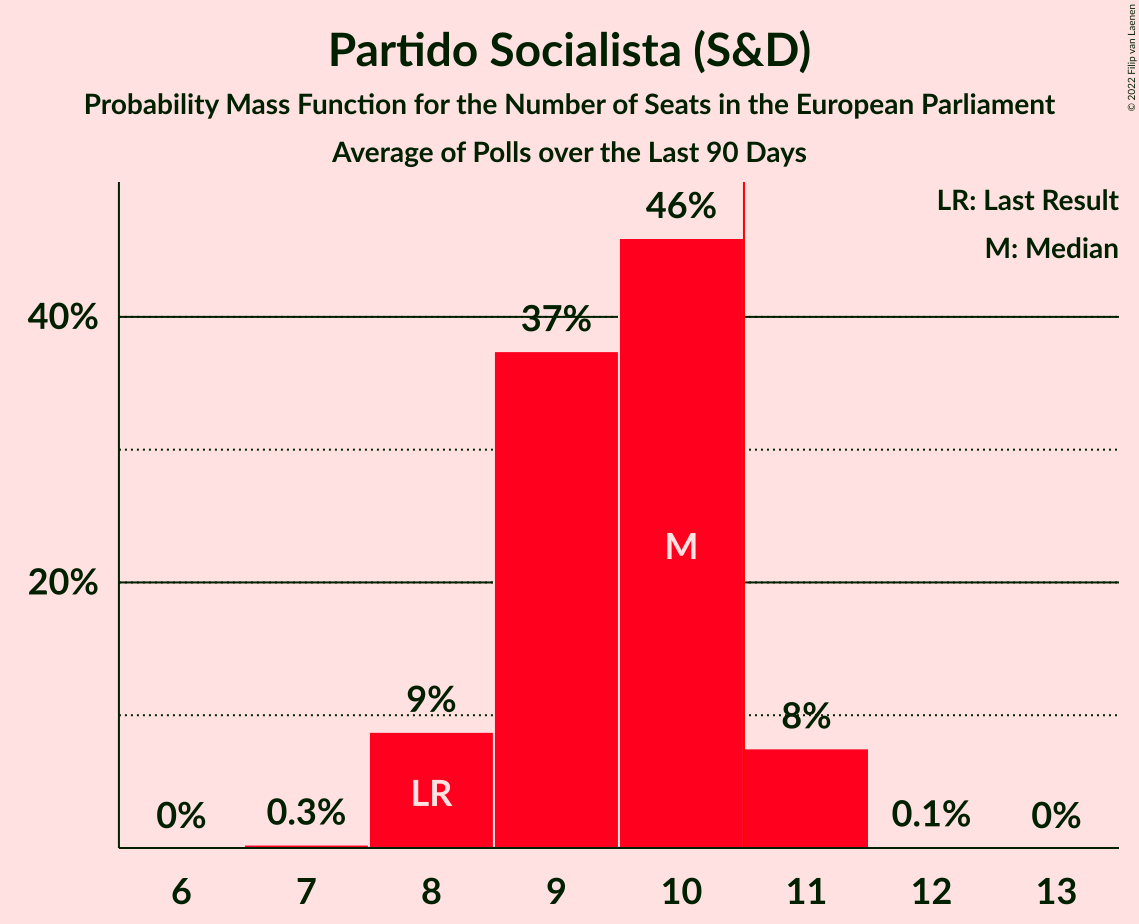 Partido Socialista (S&D)
Probability Mass Function for the Number of Seats in the European Parliament
Average of Polls over the Last 90 Days
© 2022 Filip van Laenen
LR: Last Result
M: Median
46%
40%
37%
M
20%
9%
8%
LR
0%
0.3%
0.1%
0%
6 7 8 9 10 11 12 13